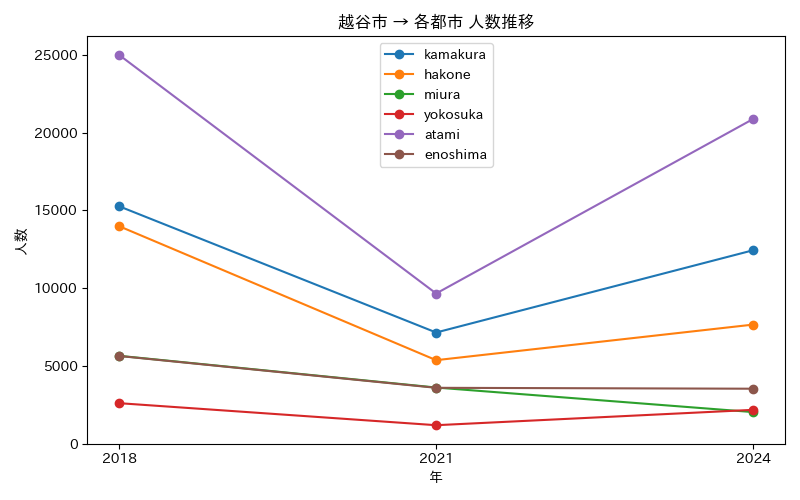 越谷市 → 各都市 人数推移
25000
20000
15000
10000
5000
0
人数
kamakura
hakone
miura
yokosuka
atami
enoshima
2018
2021
2024
年